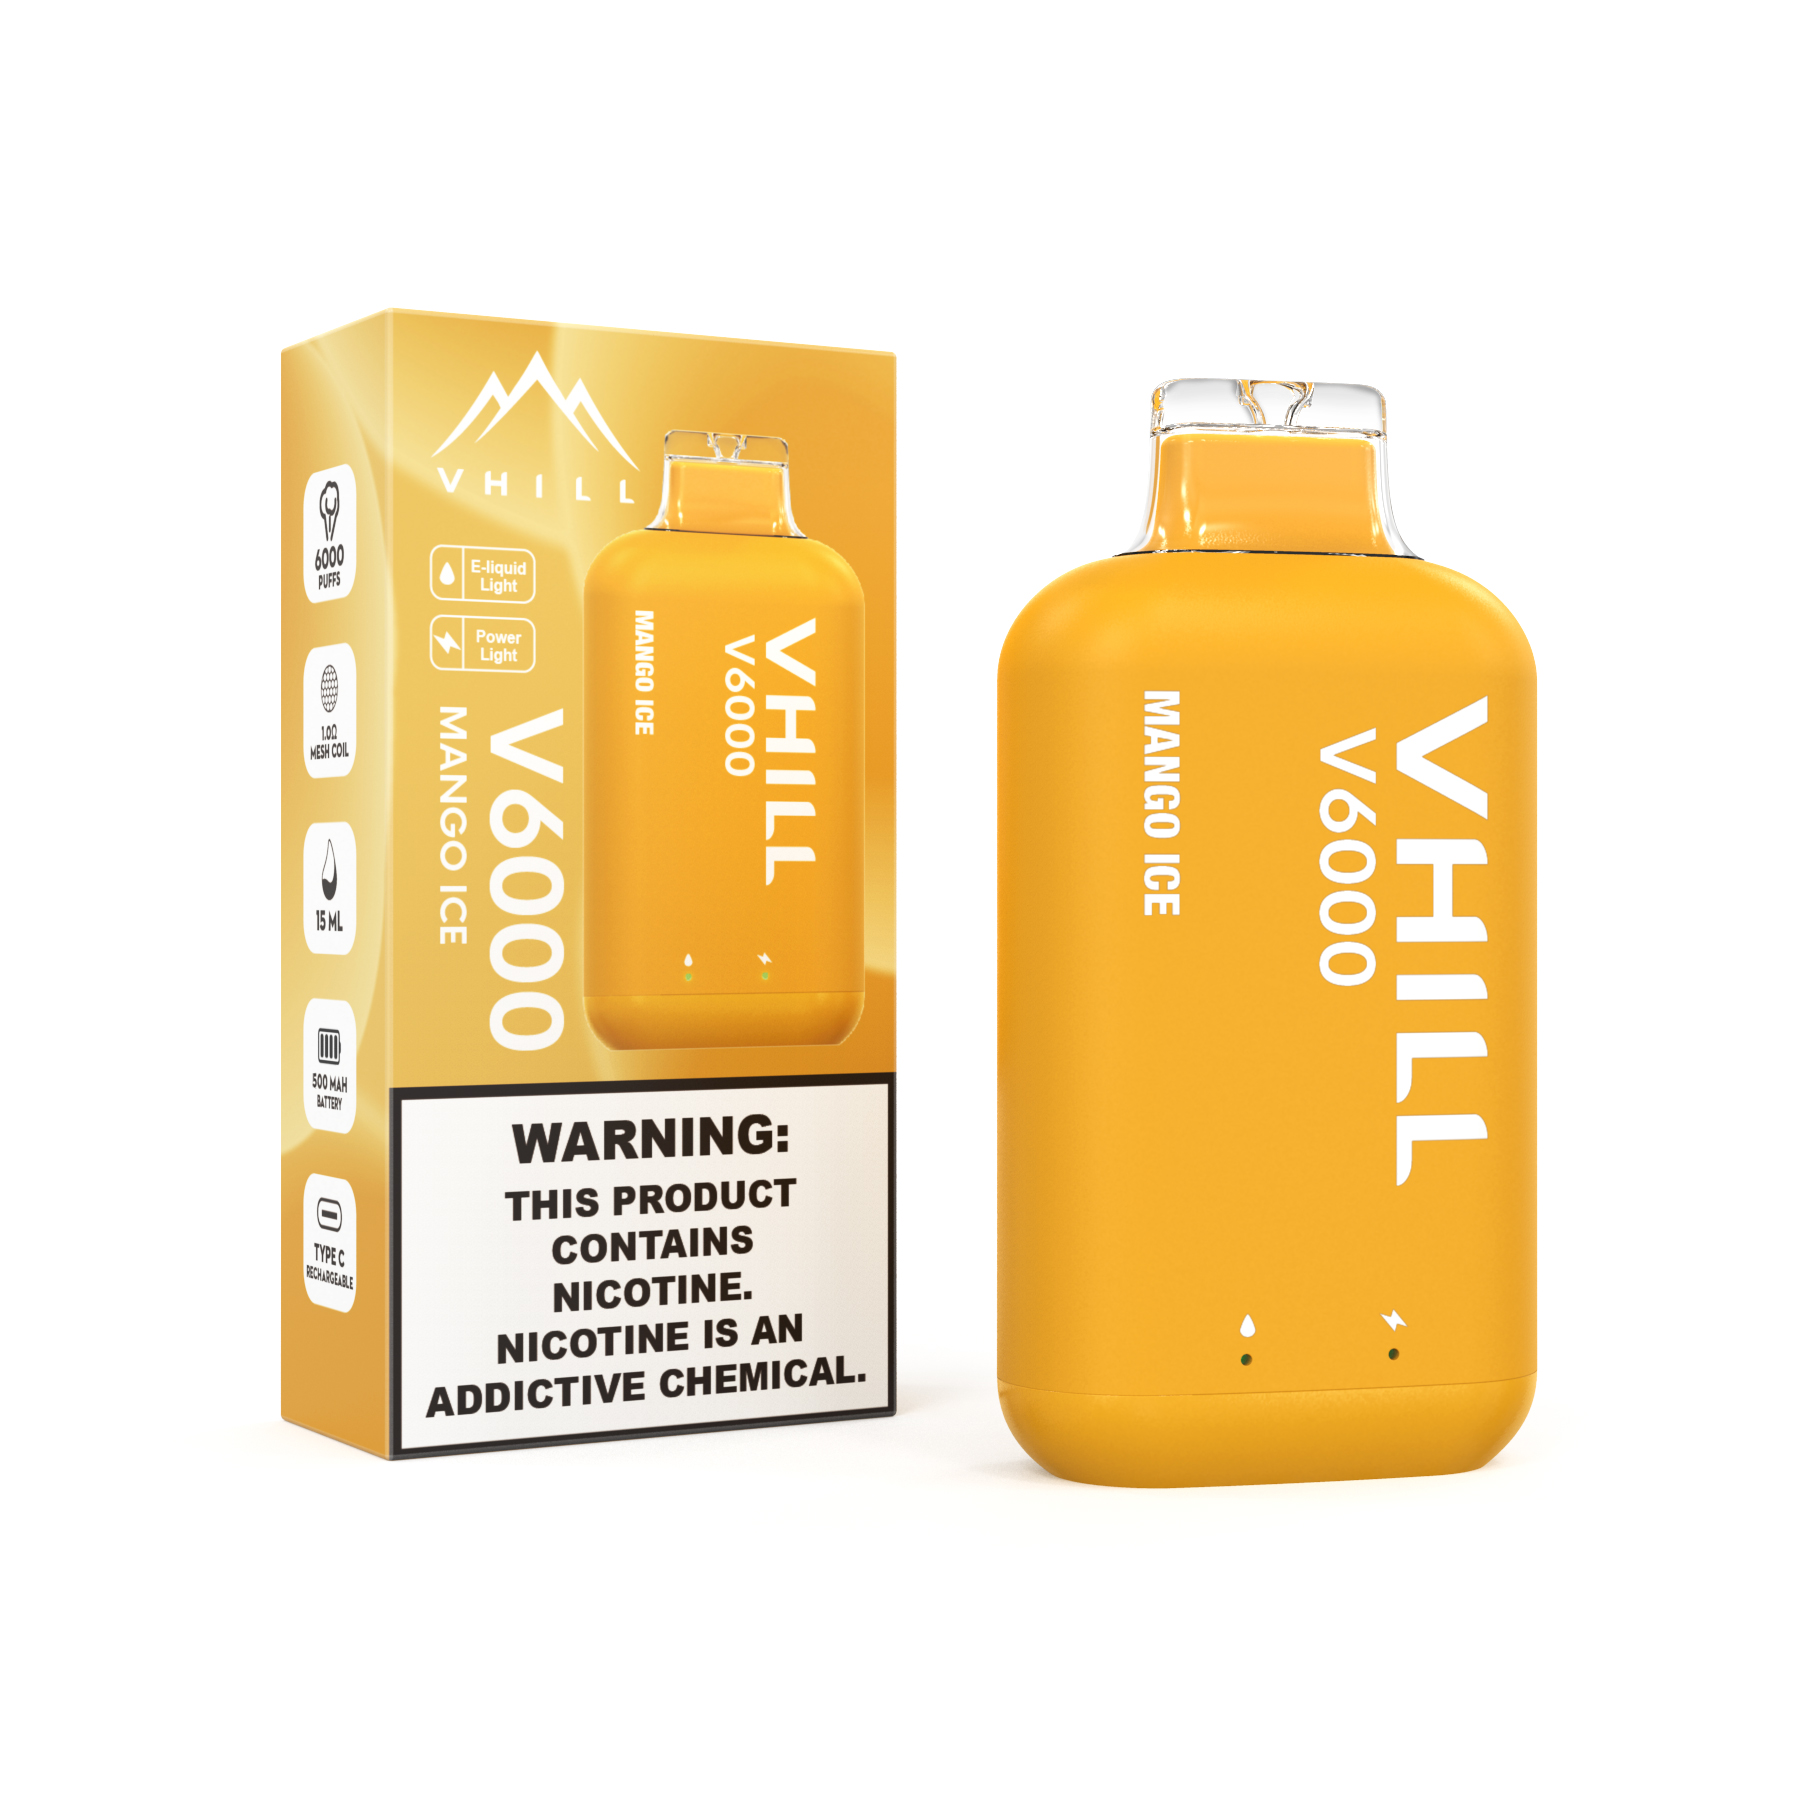 VHILL
E-liquid
Light
Power
Light
V6000
MANGO ICE
VHILL
V6000
MANGO ICE
6000
PUFFS
1.0Ω
MESH COIL
15 ML
500 MAH
BATTERY
TYPE C
RECHARGEABLE
WARNING:
THIS PRODUCT
CONTAINS
NICOTINE.
NICOTINE IS AN
ADDICTIVE CHEMICAL.
VHILL
V6000
MANGO ICE